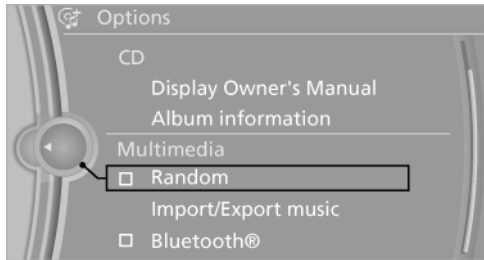 Options
CD
Display Owner's Manual
Album information
Multimedia
Random
Import/Export music
Bluetooth®